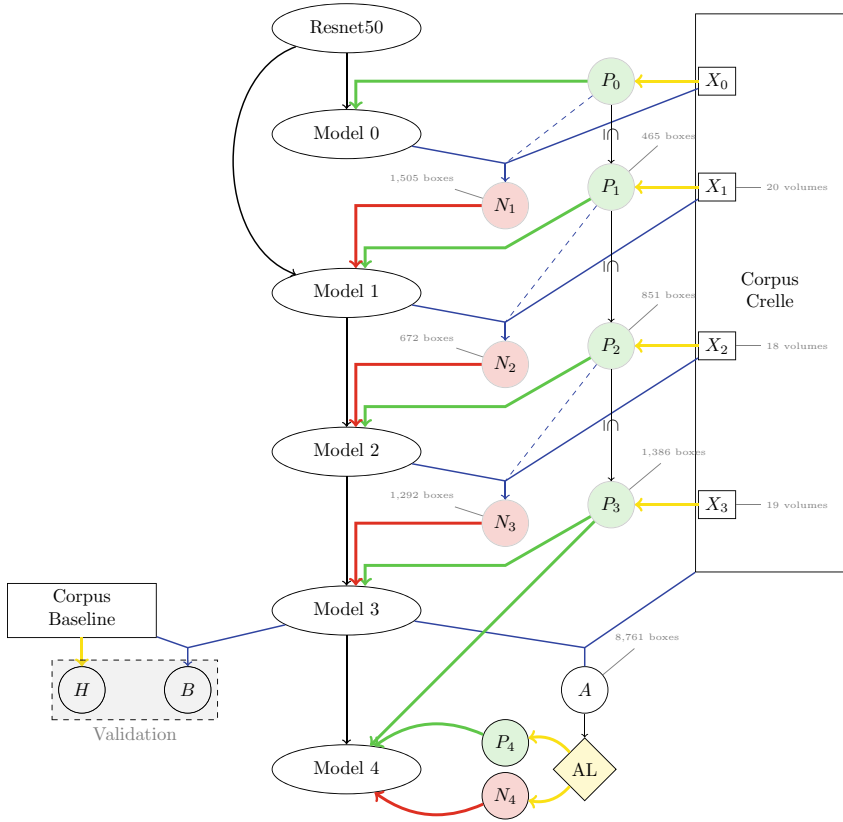 Resnet50
P0
X0
Model 0
⊆
465 boxes
1,505 boxes
P1
X1
20 volumes
N1
⊆
Corpus
Crelle
Model 1
851 boxes
672 boxes
P2
X2
18 volumes
N2
⊆
Model 2
1,386 boxes
1,292 boxes
P3
X3
19 volumes
N3
Corpus
Baseline
Model 3
8,761 boxes
H
B
A
Validation
P4
Model 4
AL
N4